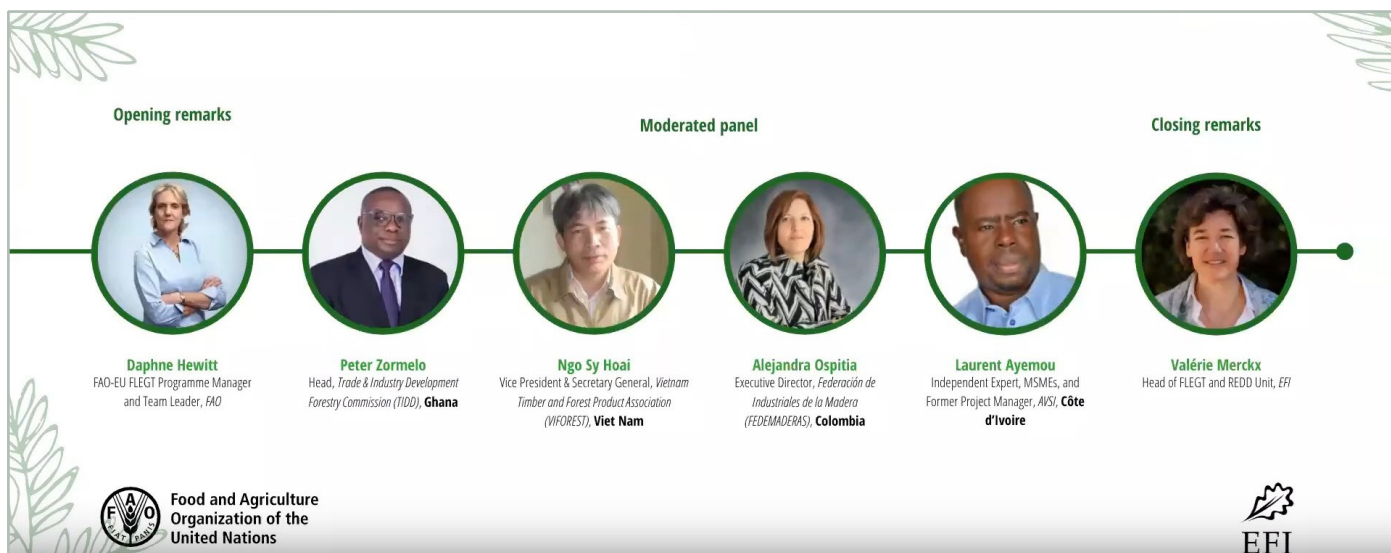 Opening remarks
Moderated panel
Closing remarks
Daphne Hewitt
FAO-EU FLEGT Programme Manager
and Team Leader, FAO
Peter Zormelo
Head, Trade & Industry Development
Forestry Commission (TIDD), Ghana
Ngo Sy Hoai
Vice President & Secretary General, Vietnam
Timber and Forest Product Association
(VIFOREST), Viet Nam
Alejandra Ospitia
Executive Director, Federación de
Industriales de la Madera
(FEDEMADERAS), Colombia
Laurent Ayemou
Independent Expert, MSMEs, and
Former Project Manager, AVSI, Côte
d'Ivoire
Valérie Merckx
Head of FLEGT and REDD Unit, EFI
FAO
FIAT PANIS
Food and Agriculture
Organization of the
United Nations
EFI